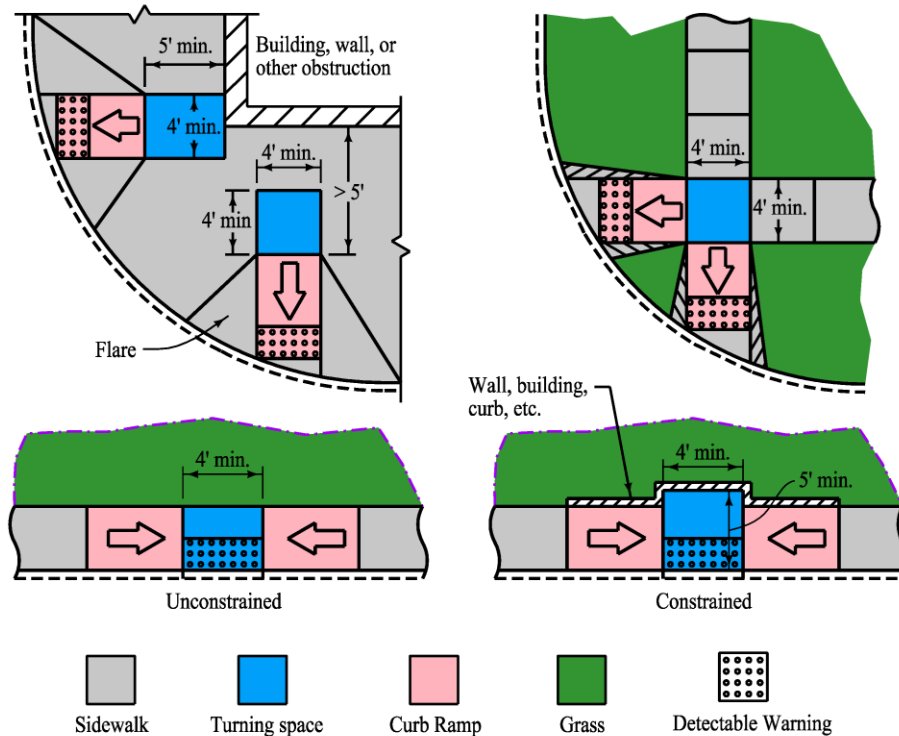 5' min.
Building, wall, or
other obstruction
4' min.
4' min.
> 5'
4' min
Flare
4' min.
4' min.
Wall, building,
curb, etc.
4' min.
4' min.
5' min.
Unconstrained
Constrained
Sidewalk
Turning space
Curb Ramp
Grass
Detectable Warning